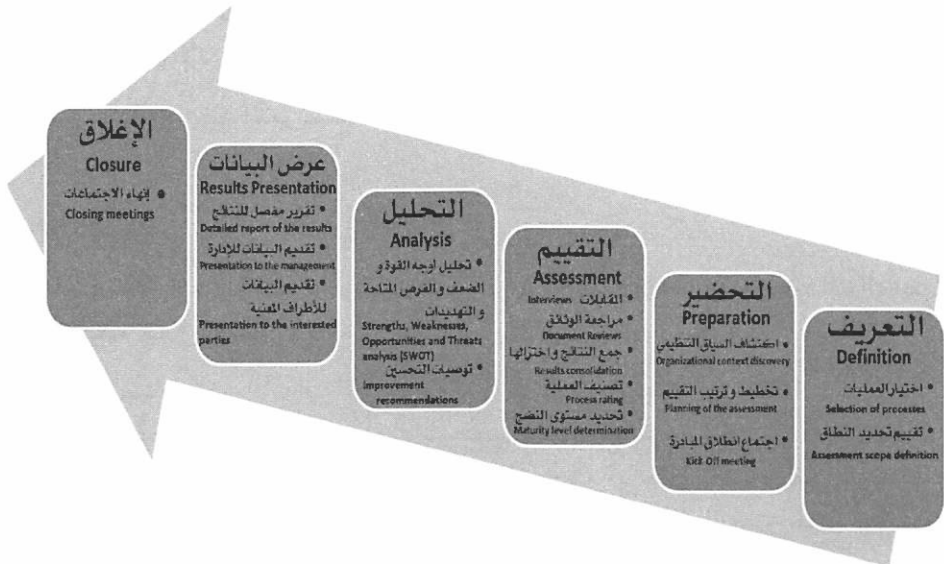 التعريف
Definition
• اختيار العمليات
Selection of processes
• تقييم تحديد النطاق
Assessment scope definition
التحضير
Preparation
• اكتشاف السياق التنظيمي
Organizational context discovery
• تخطيط و ترتيب التقييم
Planning of the assessment
• اجتماع انطلاق المبادرة
Kick Off meeting
التقييم
Assessment
• المقابلات Interviews
• مراجعة الوثائق
Document Reviews
• جمع النتائج و اختزالها
Results consolidation
• تصنيف العملية
Process rating
• تحديد مستوى النضج
Maturity level determination
التحليل
Analysis
• تحليل أوجه القوة و
الضعف و الفرص المتاحة
و التهديدات
Strengths, Weaknesses,
Opportunities and Threats
analysis (SWOT)
• توصيات التحسين
Improvement
recommendations
عرض البيانات
Results Presentation
• تقرير مفصل للنتائج
Detailed report of the results
• تقديم البيانات للإدارة
Presentation to the management
• تقديم البيانات
للأطراف المعنية
Presentation to the interested
parties
الإغلاق
Closure
• إنهاء الاجتماعات
Closing meetings